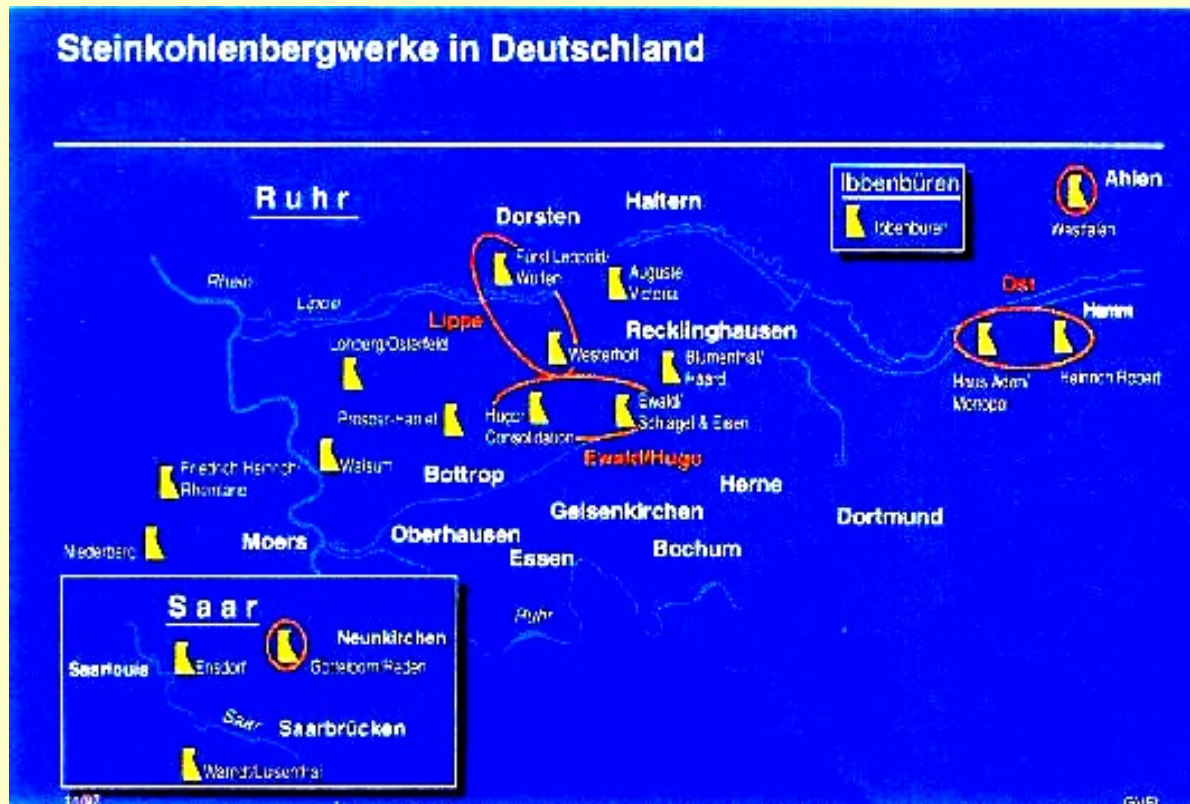 Steinkohlenbergwerke in Deutschland
Ruhr
Dorsten
Haltern
Ibbenbüren
Ibbenbüren
Ahlen
Westfalen
Rhein
Lippe
Fürst Leopold-
Wulfen
Auguste
Victoria
Ost
Hamm
Lippe
Recklinghausen
Lohberg/Osterfeld
Westerholt
Blumenthal/
Haard
Haus Aden/
Monopol
Heinrich Robert
Prosper-Haniel
Hugo/
Consolidation
Ewald/
Schlägel & Eisen
Ewald/Hugo
Walsum
Bottrop
Friedrich Heinrich/
Rheinland
Herne
Gelsenkirchen
Dortmund
Niederberg
Moers
Oberhausen
Essen
Bochum
Ruhr
Saar
Neunkirchen
Saarlouis
Ensdorf
Göttelborn/Reden
Saar
Saarbrücken
Warndt/Luisenthal